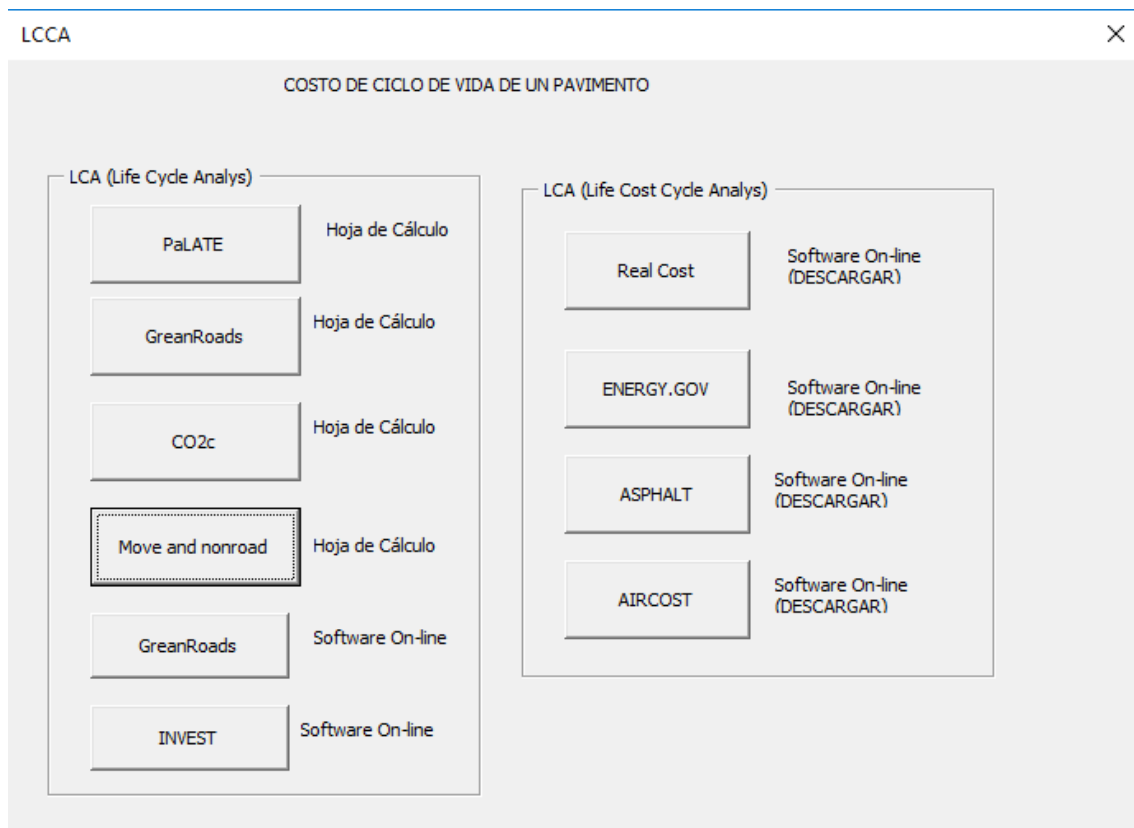 LCCA
COSTO DE CICLO DE VIDA DE UN PAVIMENTO
LCA (Life Cycle Analys)
PaLATE
Hoja de Cálculo
GreanRoads
Hoja de Cálculo
CO2c
Hoja de Cálculo
Move and nonroad
Hoja de Cálculo
GreanRoads
Software On-line
INVEST
Software On-line
LCA (Life Cost Cycle Analys)
Real Cost
Software On-line
(DESCARGAR)
ENERGY.GOV
Software On-line
(DESCARGAR)
ASPHALT
Software On-line
(DESCARGAR)
AIRCOST
Software On-line
(DESCARGAR)